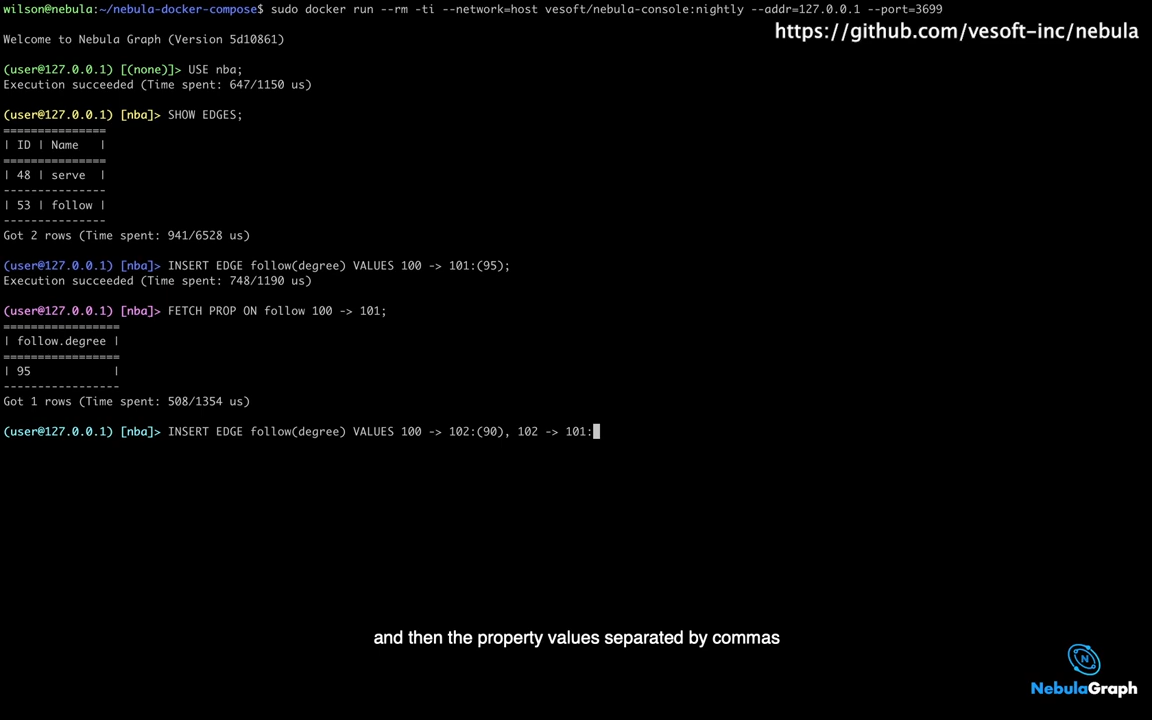 wilson@nebula:~/nebula-docker-compose$ sudo docker run --rm -ti --network=host vesoft/nebula-console:nightly --addr=127.0.0.1 --port=3699
https://github.com/vesoft-inc/nebula
Welcome to Nebula Graph (Version 5d10861)
(user@127.0.0.1) [(none)]> USE nba;
Execution succeeded (Time spent: 647/1150 us)
(user@127.0.0.1) [nba]> SHOW EDGES;
===============
| ID | Name   |
===============
| 48 | serve  |
---------------
| 53 | follow |
---------------
Got 2 rows (Time spent: 941/6528 us)
(user@127.0.0.1) [nba]> INSERT EDGE follow(degree) VALUES 100 -> 101:(95);
Execution succeeded (Time spent: 748/1190 us)
(user@127.0.0.1) [nba]> FETCH PROP ON follow 100 -> 101;
=================
| follow.degree |
=================
| 95            |
-----------------
Got 1 rows (Time spent: 508/1354 us)
(user@127.0.0.1) [nba]> INSERT EDGE follow(degree) VALUES 100 -> 102:(90), 102 -> 101:
and then the property values separated by commas
N
NebulaGraph